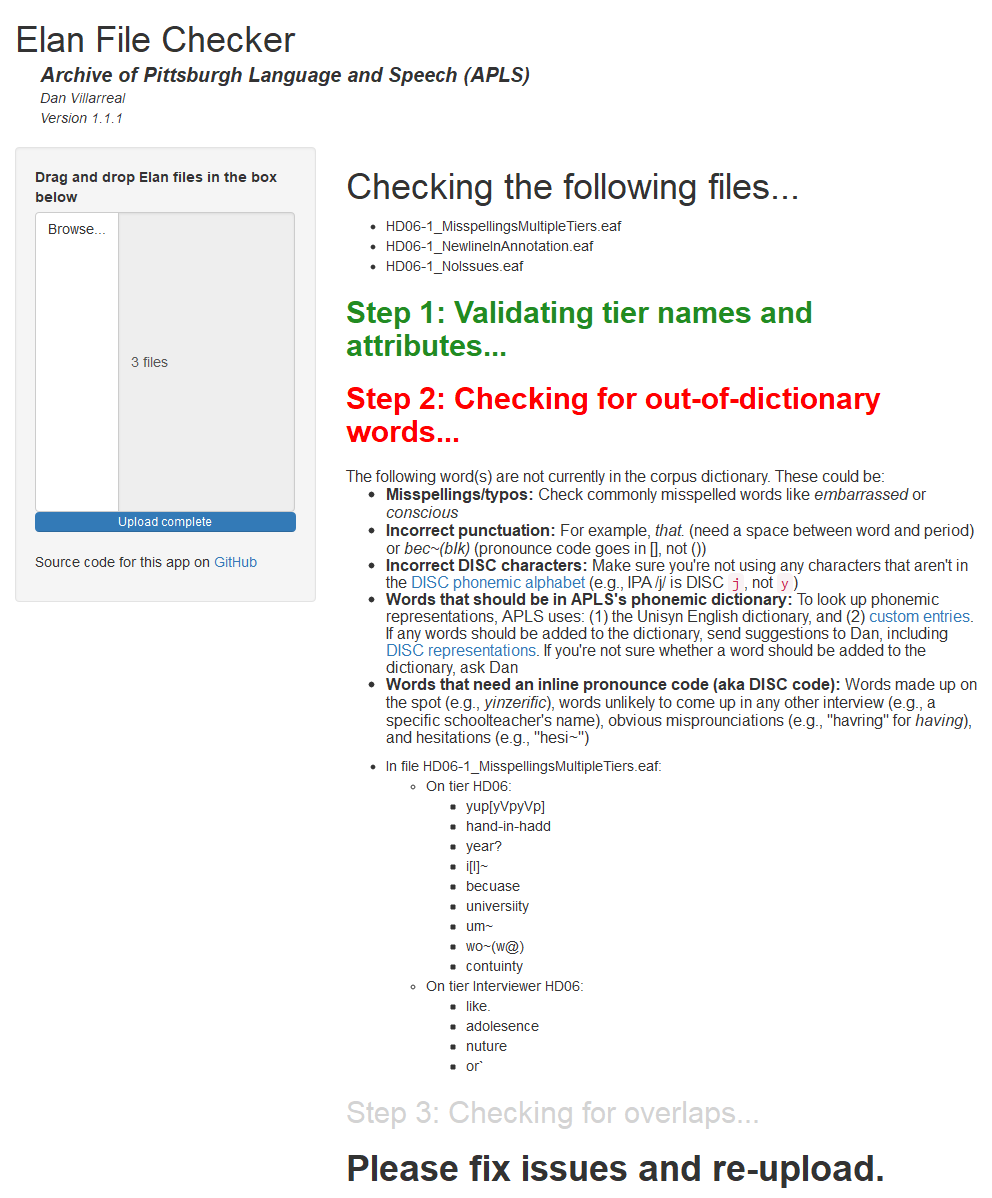 Elan File Checker
Archive of Pittsburgh Language and Speech (APLS)
Dan Villarreal
Version 1.1.1
Drag and drop Elan files in the box
below
Browse...
3 files
Upload complete
Source code for this app on GitHub
Checking the following files...
HD06-1_MisspellingsMultipleTiers.eaf
HD06-1_NewlineInAnnotation.eaf
HD06-1_NoIssues.eaf
Step 1: Validating tier names and
attributes...
Step 2: Checking for out-of-dictionary
words...
The following word(s) are not currently in the corpus dictionary. These could be:
Misspellings/typos: Check commonly misspelled words like embarrassed or
conscious
Incorrect punctuation: For example, that. (need a space between word and period)
or bec~(bIk) (pronounce code goes in [], not ())
Incorrect DISC characters: Make sure you're not using any characters that aren't in
the DISC phonemic alphabet (e.g., IPA /j/ is DISC j, not y)
Words that should be in APLS's phonemic dictionary: To look up phonemic
representations, APLS uses: (1) the Unisyn English dictionary, and (2) custom entries.
If any words should be added to the dictionary, send suggestions to Dan, including
DISC representations. If you're not sure whether a word should be added to the
dictionary, ask Dan
Words that need an inline pronounce code (aka DISC code): Words made up on
the spot (e.g., yinzerific), words unlikely to come up in any other interview (e.g., a
specific schoolteacher's name), obvious misprounciations (e.g., "havring" for having),
and hesitations (e.g., "hesi~")
In file HD06-1_MisspellingsMultipleTiers.eaf:
On tier HD06:
yup[yVpyVp]
hand-in-hadd
year?
i[I]~
becuase
universiity
um~
wo~(w@)
contuinty
On tier Interviewer HD06:
like.
adolesence
nuture
or`
Step 3: Checking for overlaps...
Please fix issues and re-upload.